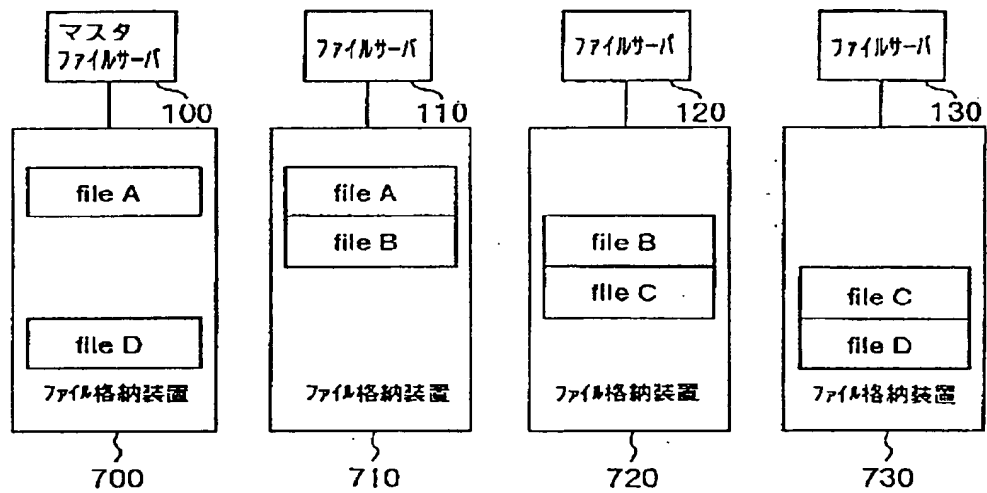 マスタ
ファイルサーバ
ファイルサーバ
ファイルサーバ
ファイルサーバ
100
110
120
130
file A
file D
ファイル格納装置
file A
file B
ファイル格納装置
file B
file C
ファイル格納装置
file C
file D
ファイル格納装置
700
710
720
730